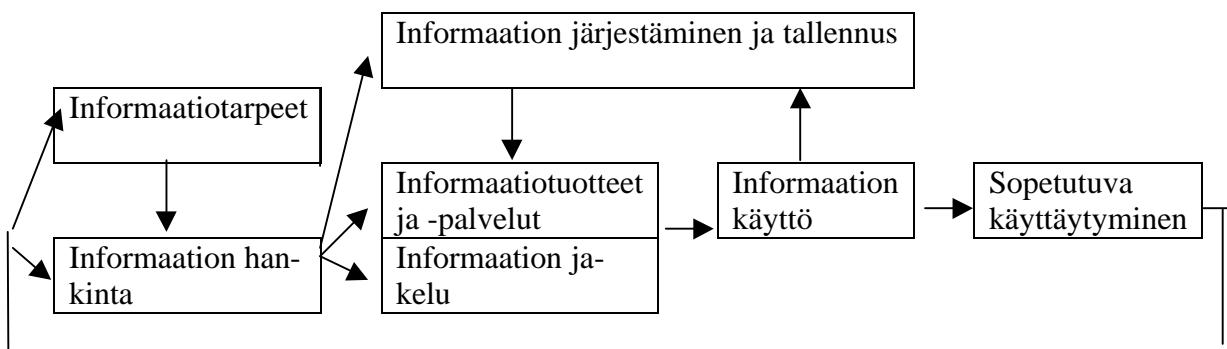 Informaation järjestäminen ja tallennus
Informaatiotarpeet
Informaatiotuotteet
ja -palvelut
Informaation
käyttö
Sopetutuva
käyttäytyminen
Informaation han-
kinta
Informaation ja-
kelu